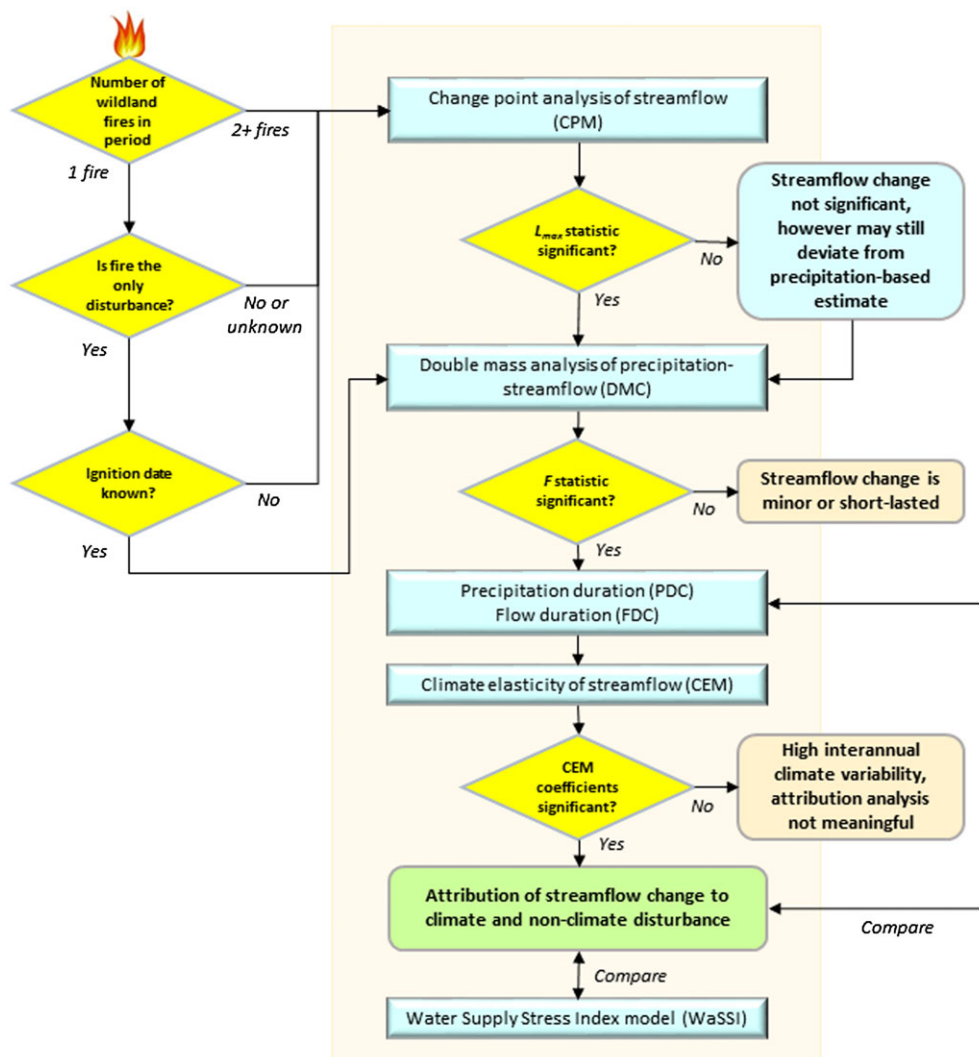 Number of
wildland
fires in
period
2+ fires
1 fire
Is fire the
only
disturbance?
No or
unknown
Yes
Ignition date
known?
No
Yes
Change point analysis of streamflow
(CPM)
Lmax statistic
significant?
No
Yes
Streamflow change
not significant,
however may still
deviate from
precipitation-based
estimate
Double mass analysis of precipitation-
streamflow (DMC)
F statistic
significant?
No
Yes
Streamflow change is
minor or short-lasted
Precipitation duration (PDC)
Flow duration (FDC)
Climate elasticity of streamflow (CEM)
CEM
coefficients
significant?
No
Yes
High interannual
climate variability,
attribution analysis
not meaningful
Attribution of streamflow change to
climate and non-climate disturbance
Compare
Compare
Water Supply Stress Index model (WaSSI)